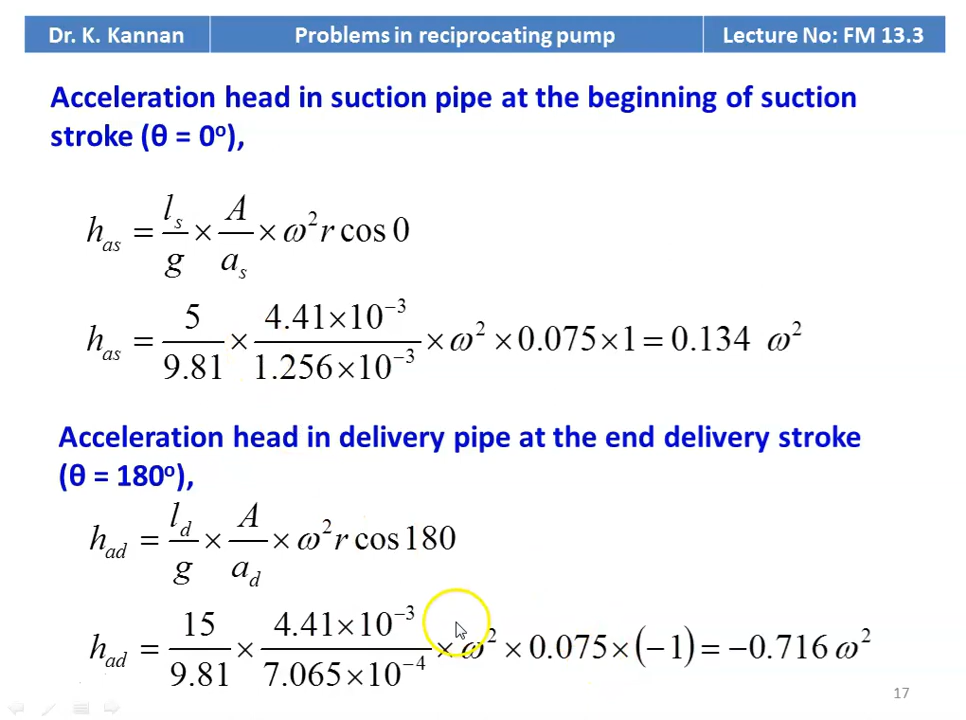 Dr. K. Kannan Problems in reciprocating pump Lecture No: FM 13.3
Acceleration head in suction pipe at the beginning of suction
stroke (θ = 0º),
h_as = l_s/g × A/a_s × ω² r cos 0
h_as = 5/9.81 × 4.41×10⁻³/1.256×10⁻³ × ω² × 0.075 × 1 = 0.134 ω²
Acceleration head in delivery pipe at the end delivery stroke
(θ = 180º),
h_ad = l_d/g × A/a_d × ω² r cos 180
h_ad = 15/9.81 × 4.41×10⁻³/7.065×10⁻⁴ × ω² × 0.075 × (−1) = −0.716 ω²
17